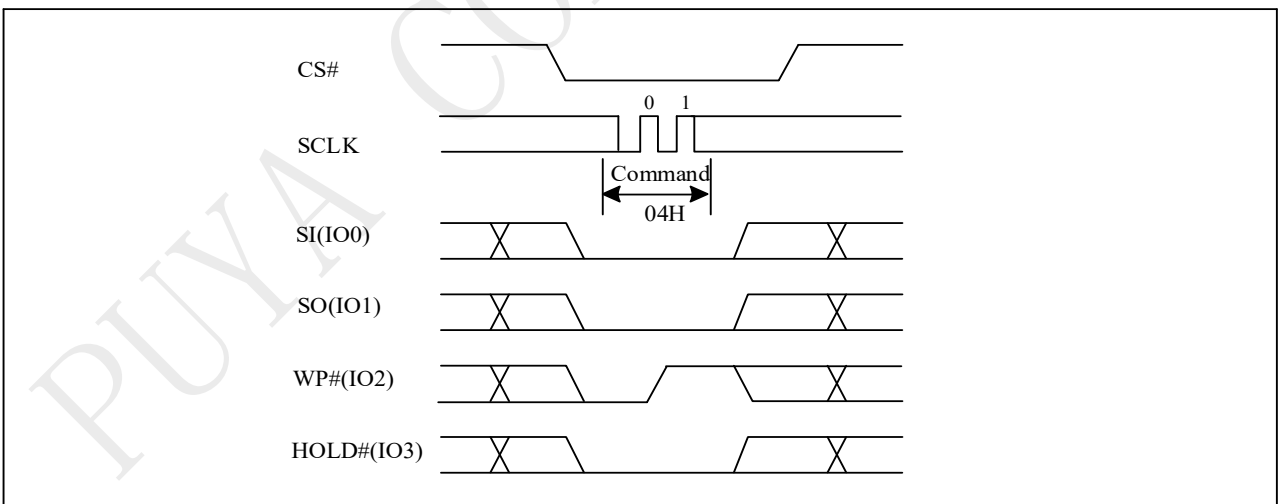 CS#
0 1
SCLK
Command
04H
SI(IO0)
SO(IO1)
WP#(IO2)
HOLD#(IO3)
PUYA